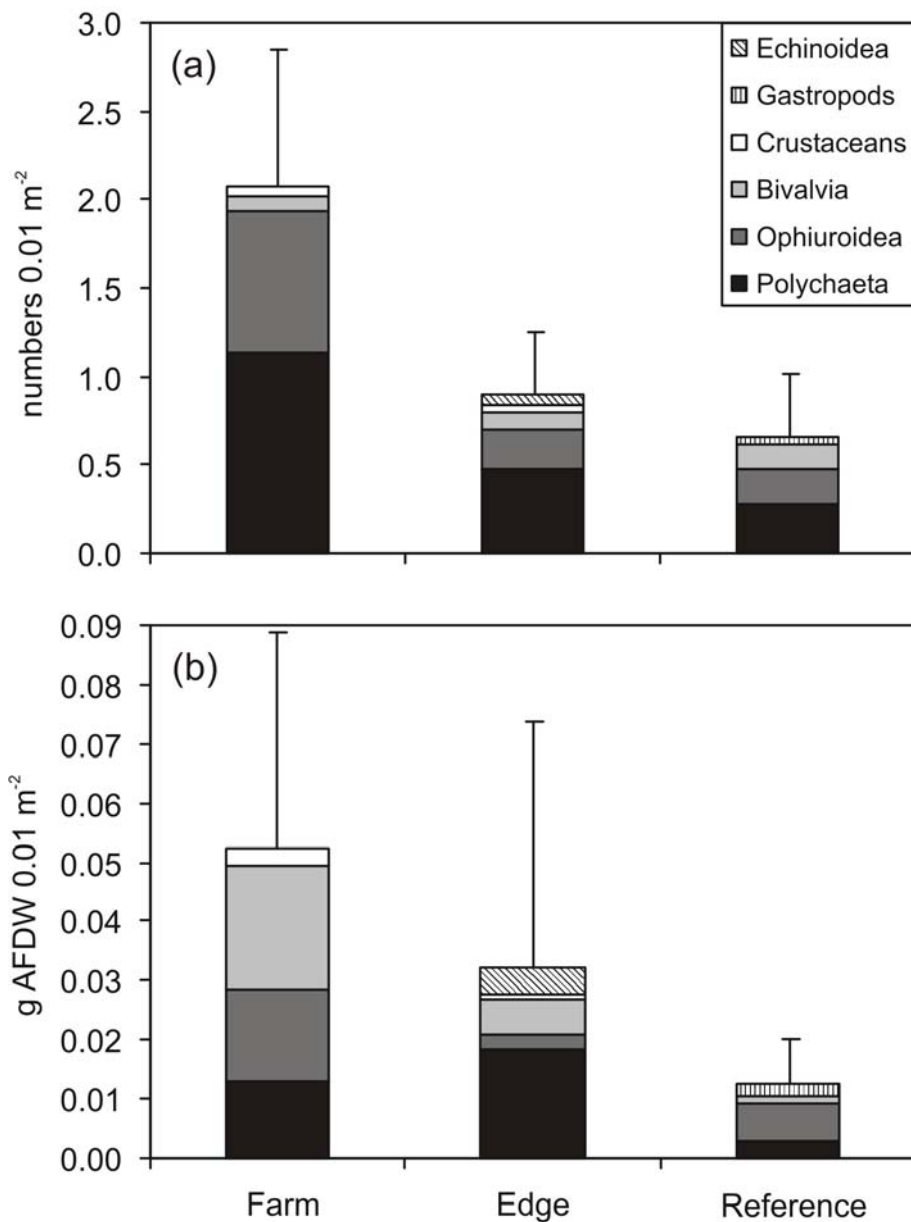 (a)
numbers 0.01 m⁻²
3.0
2.5
2.0
1.5
1.0
0.5
0.0
Echinoidea
Gastropods
Crustaceans
Bivalvia
Ophiuroidea
Polychaeta
(b)
g AFDW 0.01 m⁻²
0.09
0.08
0.07
0.06
0.05
0.04
0.03
0.02
0.01
0.00
Farm
Edge
Reference